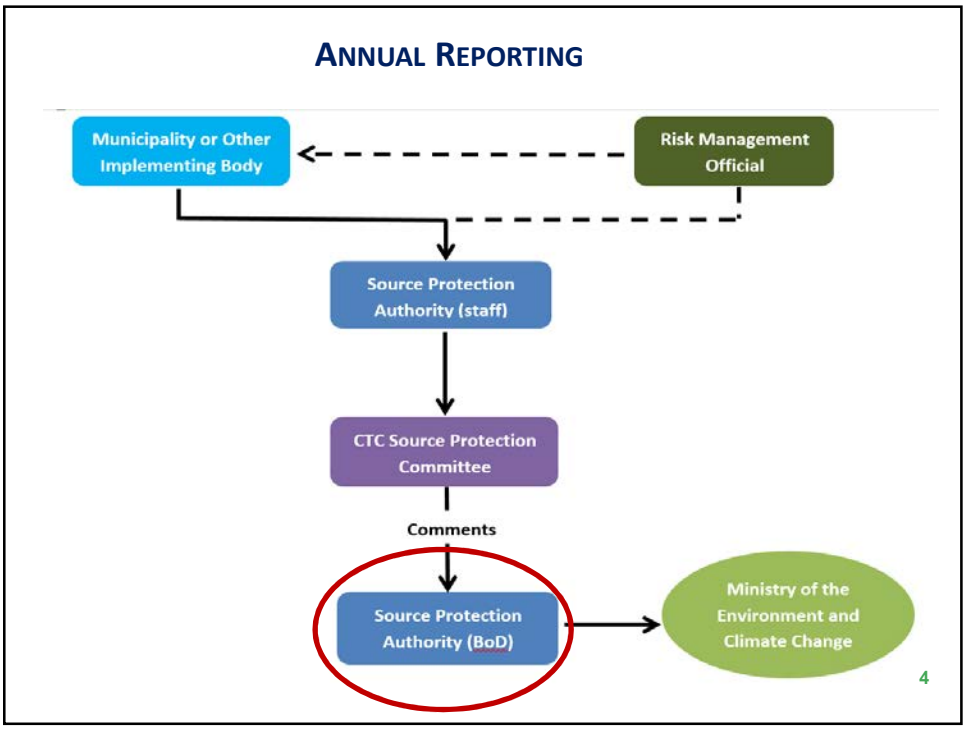 ANNUAL REPORTING
Municipality or Other
Implementing Body
Risk Management
Official
Source Protection
Authority (staff)
CTC Source Protection
Committee
Comments
Source Protection
Authority (BoD)
Ministry of the
Environment and
Climate Change
4